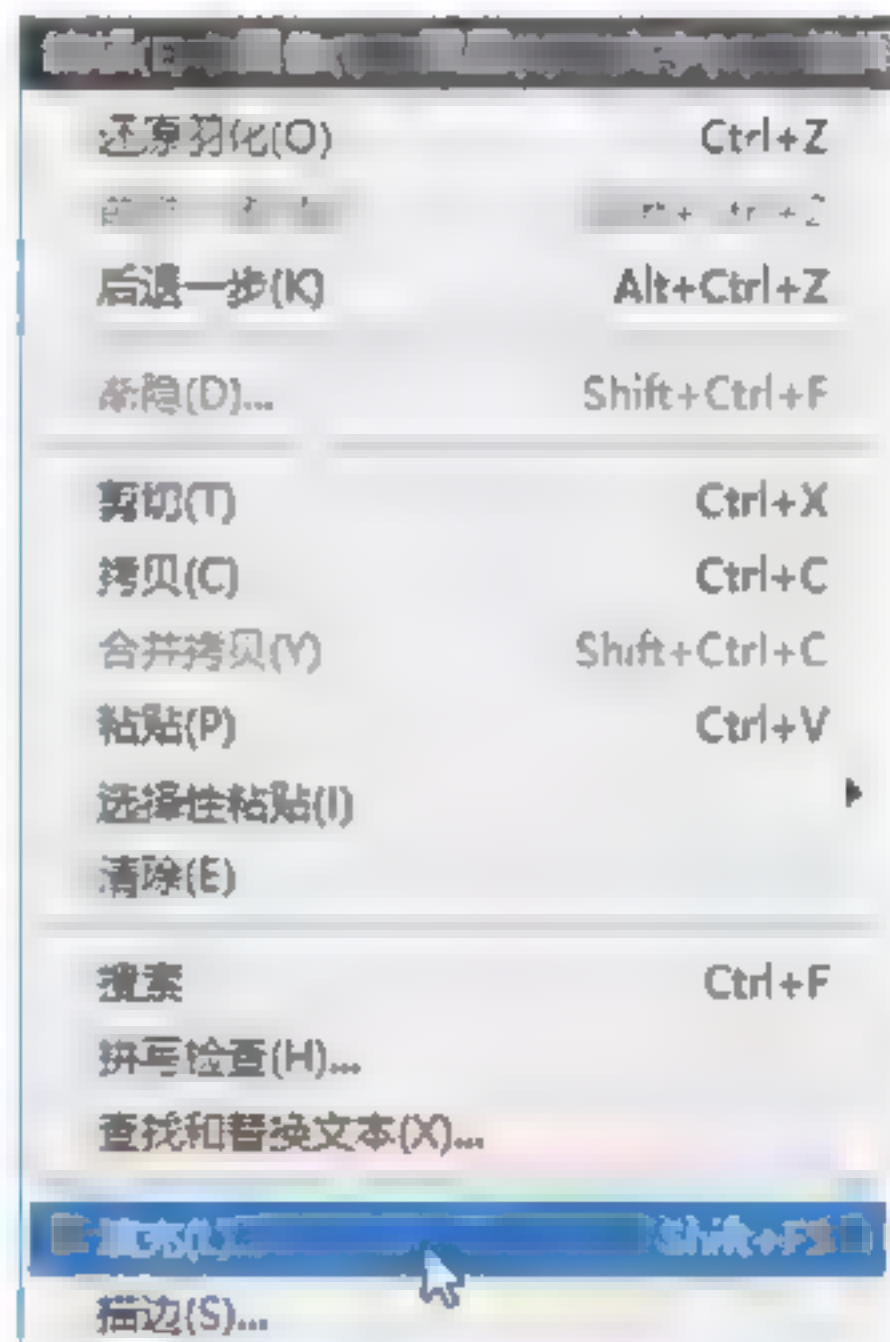 还原羽化(O) Ctrl+Z
后退一步(K) Alt+Ctrl+Z
渐隐(D)... Shift+Ctrl+F
剪切(T) Ctrl+X
拷贝(C) Ctrl+C
合并拷贝(Y) Shift+Ctrl+C
粘贴(P) Ctrl+V
选择性粘贴(I)
清除(E)
搜索 Ctrl+F
拼写检查(H)...
查找和替换文本(X)...
Shift+F5
描边(S)...